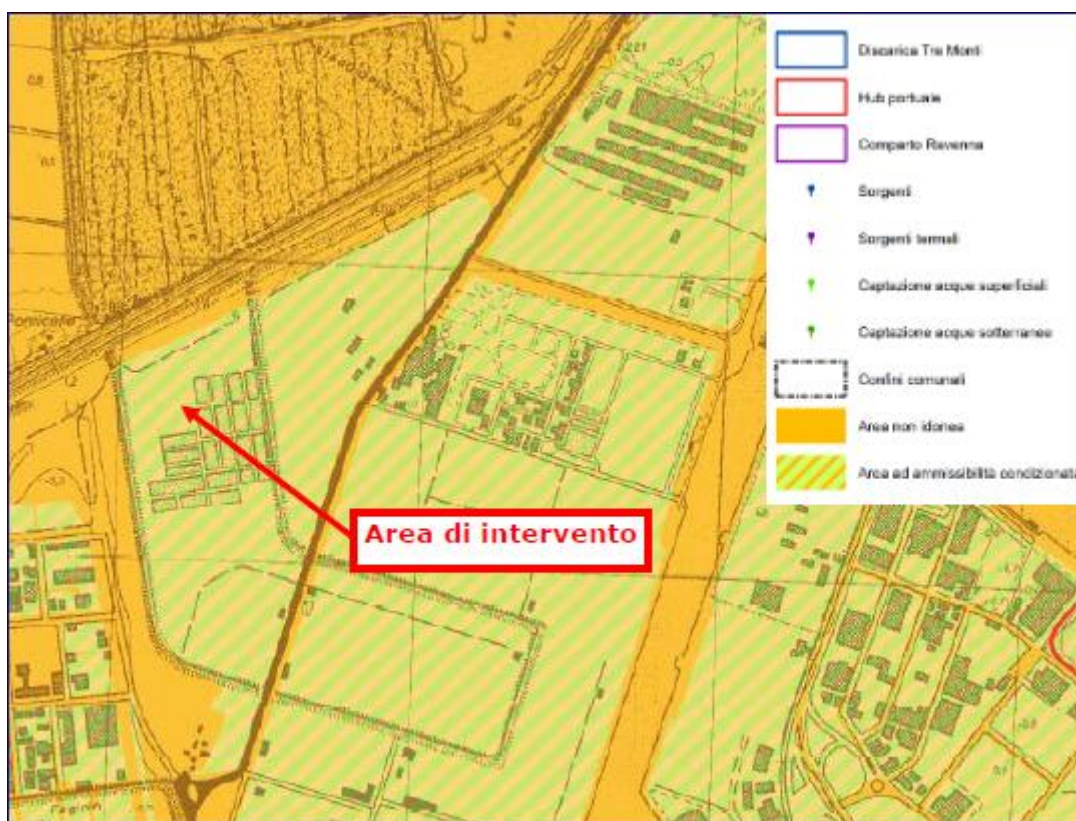 Discarica Tre Monti
Hub portuale
Comparto Ravenna
Sorgenti
Sorgenti termali
Captazione acque superficiali
Captazione acque sotterranee
Confini comunali
Area non idonea
Area ad ammissibilità condizionata
Area di intervento